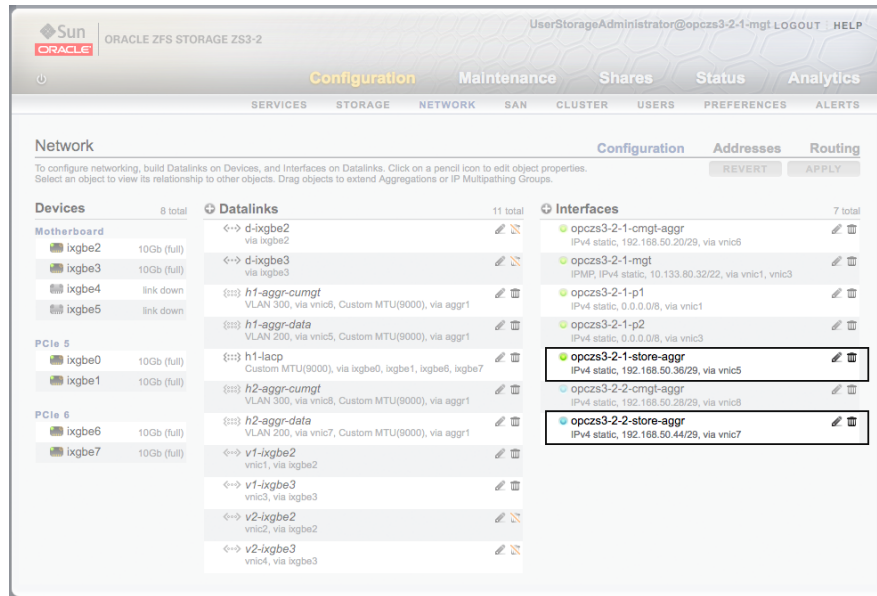 Sun
ORACLE
ORACLE ZFS STORAGE ZS3-2
UserStorageAdministrator@opczs3-2-1-mgt LOGOUT HELP
Configuration Maintenance Shares Status Analytics
SERVICES STORAGE NETWORK SAN CLUSTER USERS PREFERENCES ALERTS
Network
Configuration Addresses Routing
To configure networking, build Datalinks on Devices, and Interfaces on Datalinks. Click on a pencil icon to edit object properties.
Select an object to view its relationship to other objects. Drag objects to extend Aggregations or IP Multipathing Groups.
REVERT APPLY
Devices 8 total
Motherboard
ixgbe2 10Gb (full)
ixgbe3 10Gb (full)
ixgbe4 link down
ixgbe5 link down
PCIe 5
ixgbe0 10Gb (full)
ixgbe1 10Gb (full)
PCIe 6
ixgbe6 10Gb (full)
ixgbe7 10Gb (full)
Datalinks 11 total
d-ixgbe2
via ixgbe2
d-ixgbe3
via ixgbe3
h1-aggr-cumgt
VLAN 300, via vnic6, Custom MTU(9000), via aggr1
h1-aggr-data
VLAN 200, via vnic5, Custom MTU(9000), via aggr1
h1-lacp
Custom MTU(9000), via ixgbe0, ixgbe1, ixgbe6, ixgbe7
h2-aggr-cumgt
VLAN 300, via vnic8, Custom MTU(9000), via aggr1
h2-aggr-data
VLAN 200, via vnic7, Custom MTU(9000), via aggr1
v1-ixgbe2
vnic1, via ixgbe2
v1-ixgbe3
vnic3, via ixgbe3
v2-ixgbe2
vnic2, via ixgbe2
v2-ixgbe3
vnic4, via ixgbe3
Interfaces 7 total
opczs3-2-1-cmgt-aggr
IPv4 static, 192.168.50.20/29, via vnic6
opczs3-2-1-mgt
IPMP, IPv4 static, 10.133.80.32/22, via vnic1, vnic3
opczs3-2-1-p1
IPv4 static, 0.0.0.0/8, via vnic1
opczs3-2-1-p2
IPv4 static, 0.0.0.0/8, via vnic3
opczs3-2-1-store-aggr
IPv4 static, 192.168.50.36/29, via vnic5
opczs3-2-2-cmgt-aggr
IPv4 static, 192.168.50.28/29, via vnic8
opczs3-2-2-store-aggr
IPv4 static, 192.168.50.44/29, via vnic7